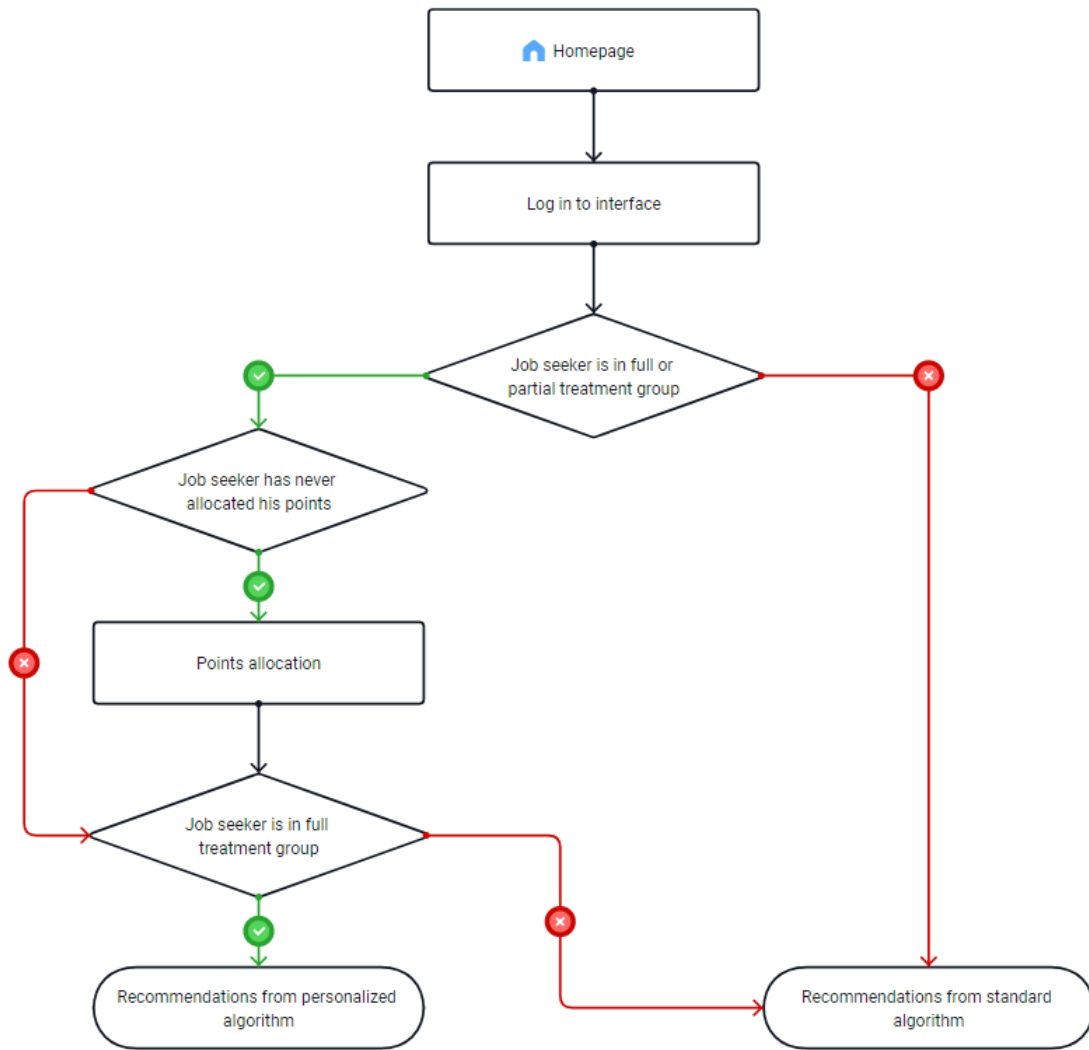 Homepage
Log in to interface
Job seeker is in full or
partial treatment group
Job seeker has never
allocated his points
Points allocation
Job seeker is in full
treatment group
Recommendations from personalized
algorithm
Recommendations from standard
algorithm